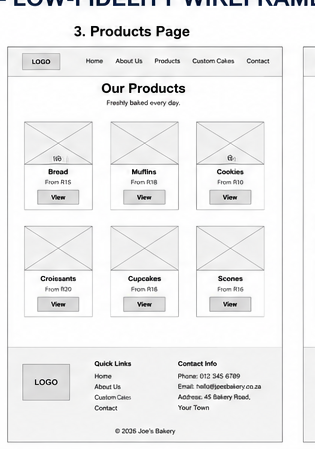 - LOW-FIDELITY WIREFRAME
3. Products Page
LOGO Home About Us Products Custom Cakes Contact
Our Products
Freshly baked every day.
Bread Muffins Cookies
From R15 From R18 From R10
View View View
Croissants Cupcakes Scones
From R20 From R16 From R16
View View View
Quick Links Contact Info
Home Phone: 012 345 6789
LOGO About Us Email: hello@joesbakery.co.za
Custom Cakes Address: 45 Bakery Road,
Contact Your Town
© 2026 Joe's Bakery